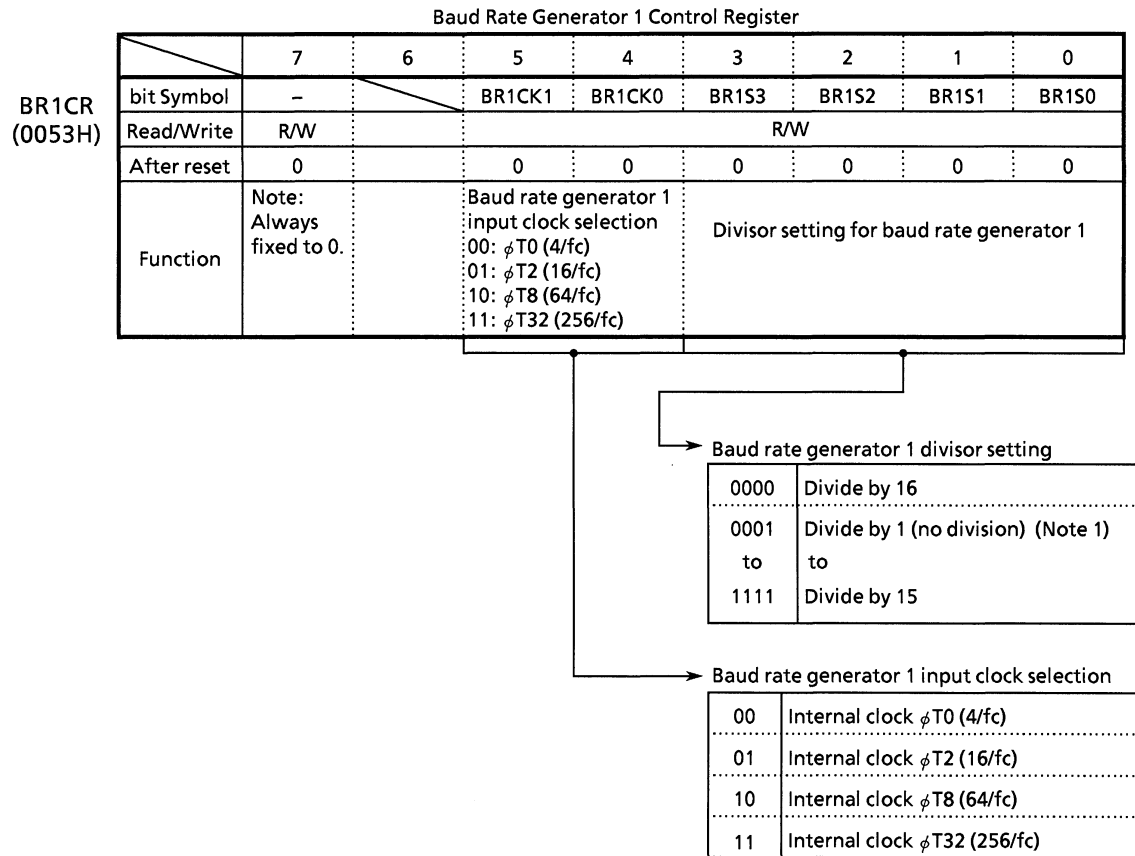 Baud Rate Generator 1 Control Register
7 6 5 4 3 2 1 0
BR1CR
(0053H)
bit Symbol – BR1CK1 BR1CK0 BR1S3 BR1S2 BR1S1 BR1S0
Read/Write R/W R/W
After reset 0 0 0 0 0 0 0
Function
Note:
Always
fixed to 0.
Baud rate generator 1
input clock selection
00: ϕT0 (4/fc)
01: ϕT2 (16/fc)
10: ϕT8 (64/fc)
11: ϕT32 (256/fc)
Divisor setting for baud rate generator 1
Baud rate generator 1 divisor setting
0000 Divide by 16
0001 Divide by 1 (no division) (Note 1)
to to
1111 Divide by 15
Baud rate generator 1 input clock selection
00 Internal clock ϕT0 (4/fc)
01 Internal clock ϕT2 (16/fc)
10 Internal clock ϕT8 (64/fc)
11 Internal clock ϕT32 (256/fc)